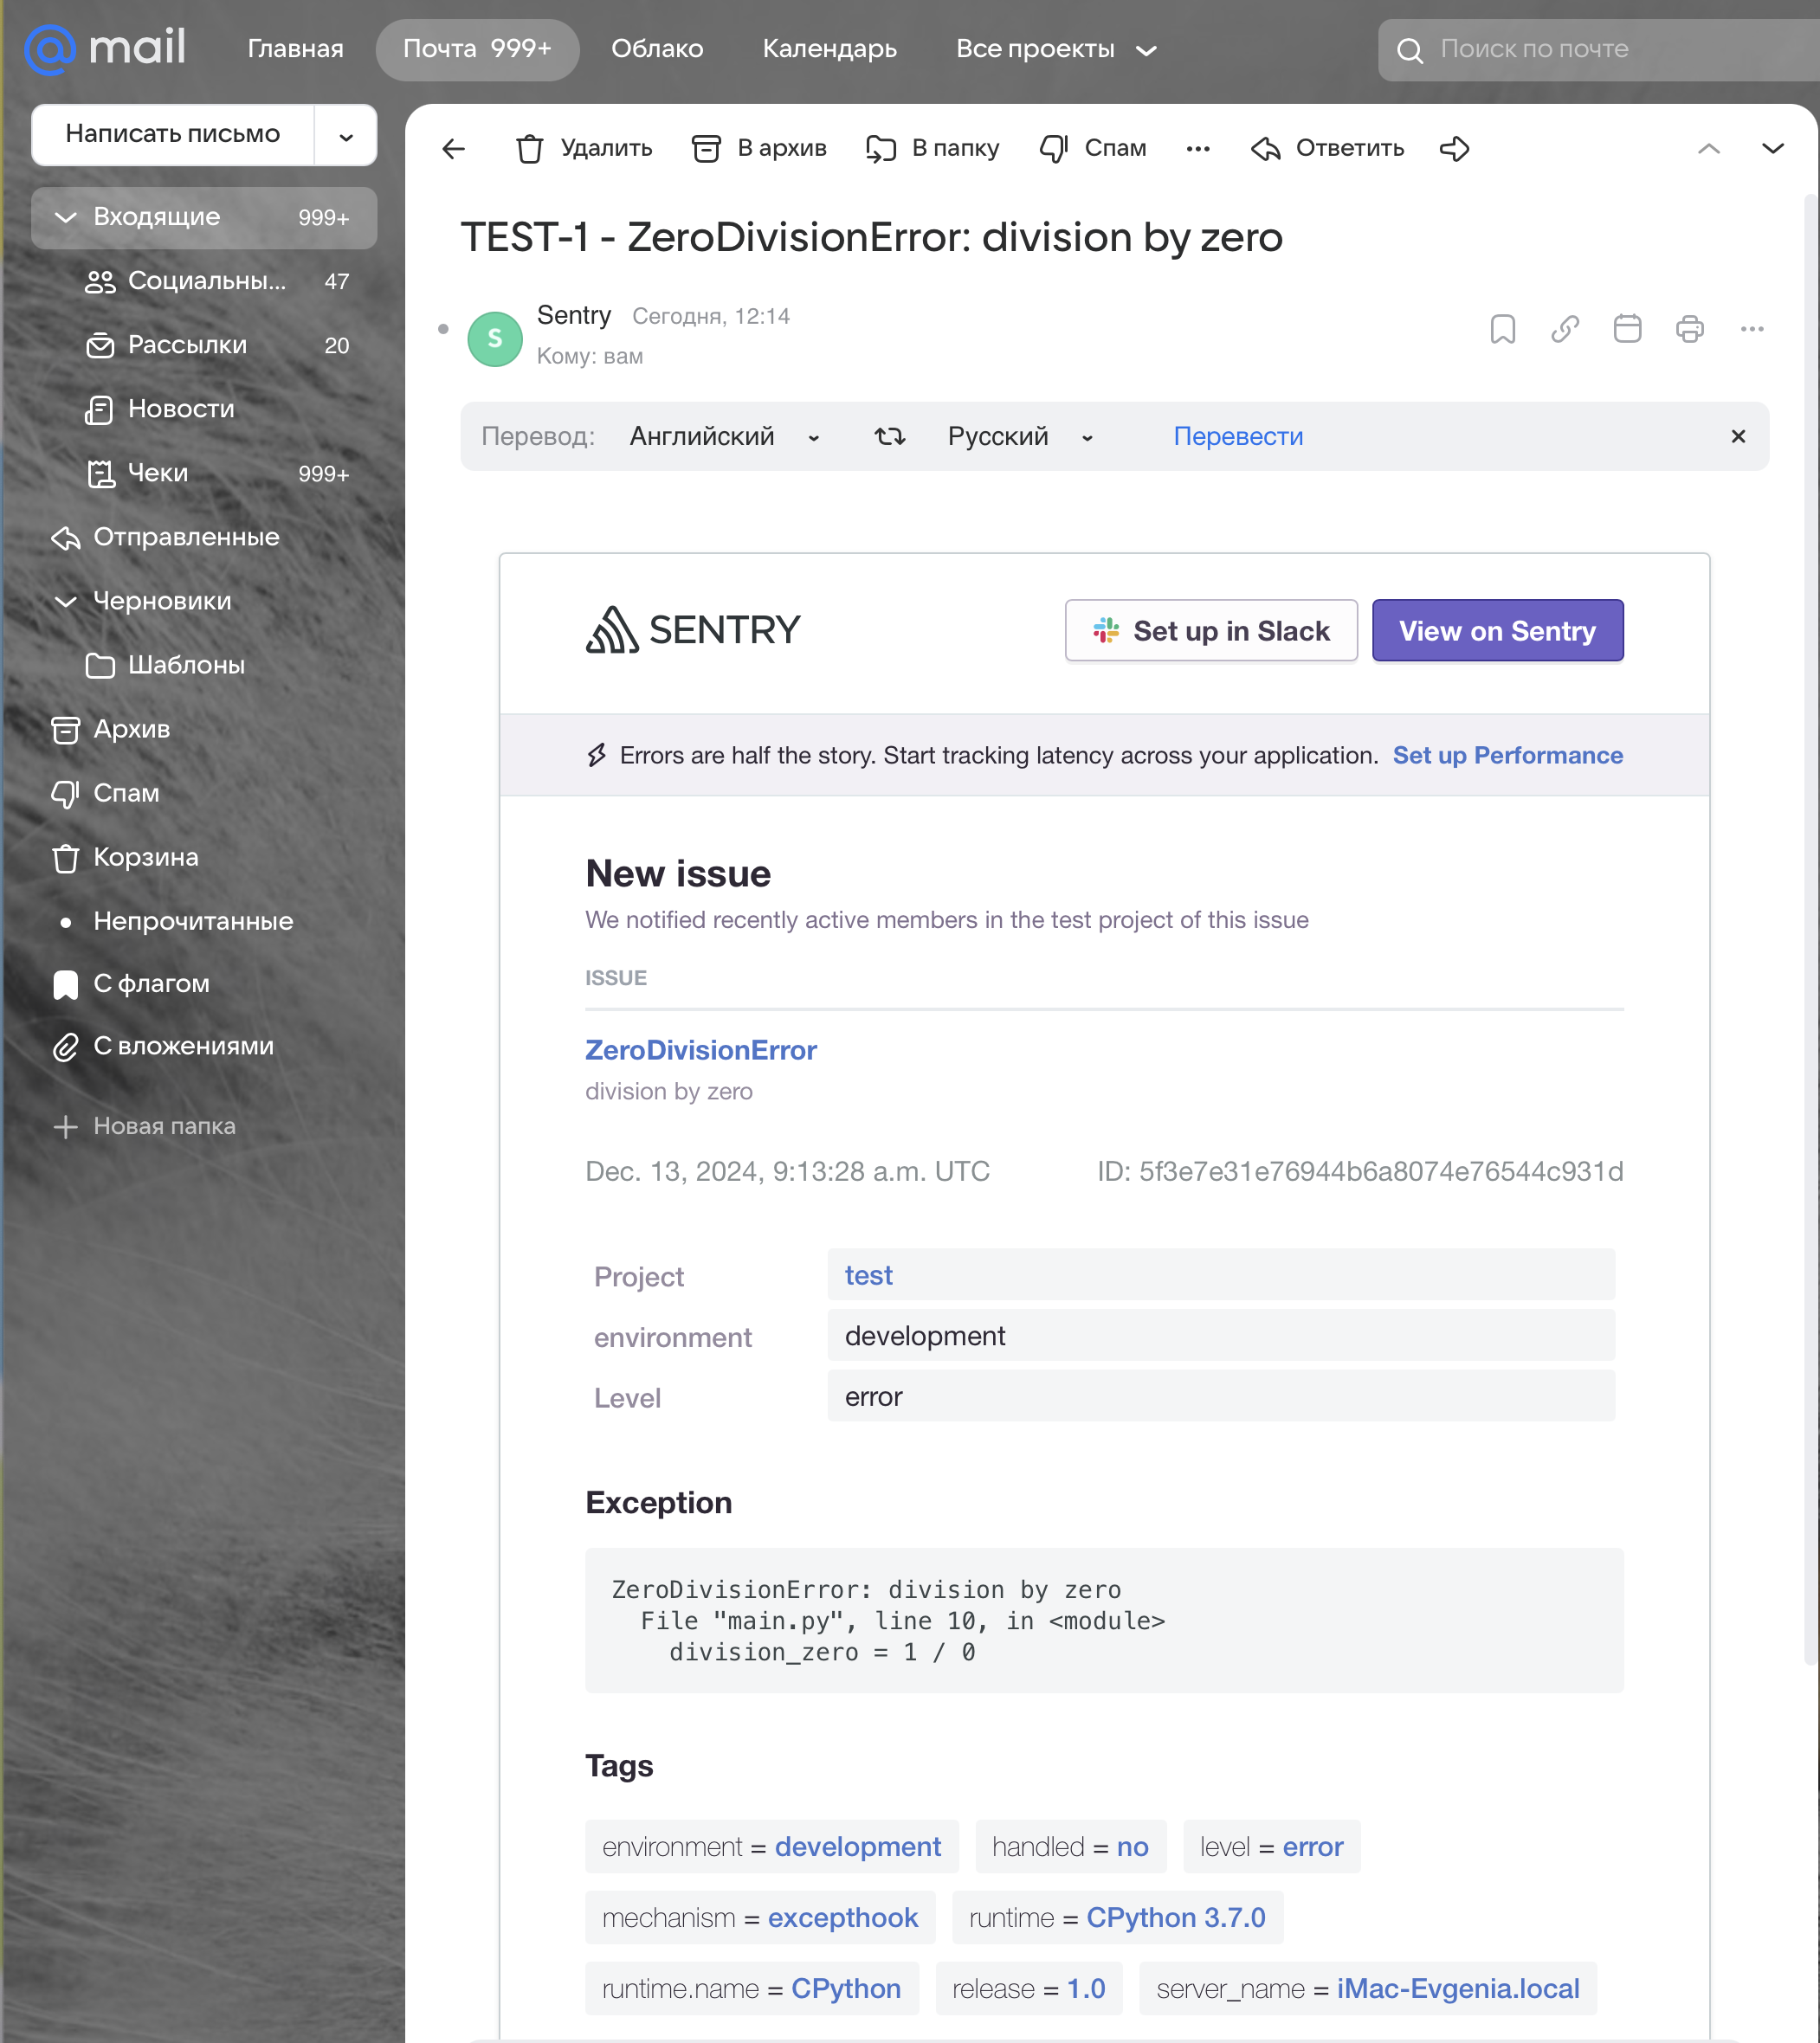 mail
Главная
Почта 999+
Облако
Календарь
Все проекты
Поиск по почте
Написать письмо
Входящие 999+
Социальны... 47
Рассылки 20
Новости
Чеки 999+
Отправленные
Черновики
Шаблоны
Архив
Спам
Корзина
Непрочитанные
С флагом
С вложениями
Новая папка
Удалить
В архив
В папку
Спам
Ответить
TEST-1 - ZeroDivisionError: division by zero
S
Sentry Сегодня, 12:14
Кому: вам
Перевод: Английский Русский Перевести
SENTRY
Set up in Slack
View on Sentry
Errors are half the story. Start tracking latency across your application. Set up Performance
New issue
We notified recently active members in the test project of this issue
ISSUE
ZeroDivisionError
division by zero
Dec. 13, 2024, 9:13:28 a.m. UTC ID: 5f3e7e31e76944b6a8074e76544c931d
Project test
environment development
Level error
Exception
ZeroDivisionError: division by zero
File "main.py", line 10, in <module>
division_zero = 1 / 0
Tags
environment = development handled = no level = error
mechanism = excepthook runtime = CPython 3.7.0
runtime.name = CPython release = 1.0 server_name = iMac-Evgenia.local